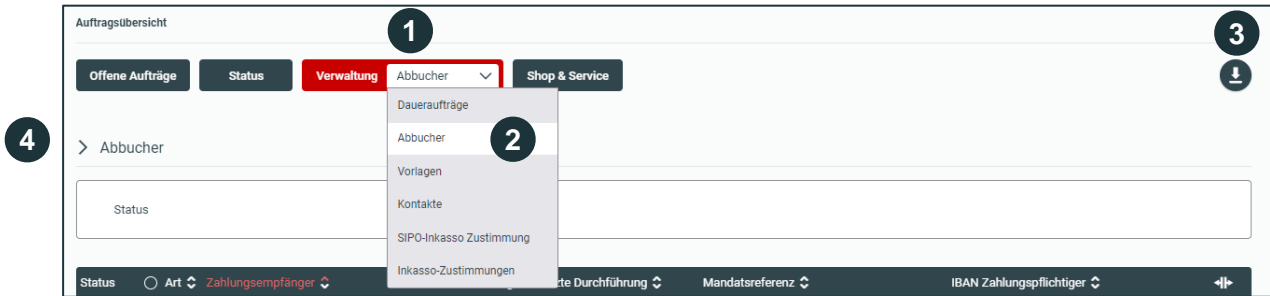 Auftragsübersicht
1
3
Offene Aufträge Status Verwaltung Abbucher Shop & Service
Daueraufträge
4
Abbucher
Abbucher 2
Vorlagen
Status
Kontakte
SIPO-Inkasso Zustimmung
Inkasso-Zustimmungen
Status Art Zahlungsempfänger Durchführung Mandatsreferenz IBAN Zahlungspflichtiger